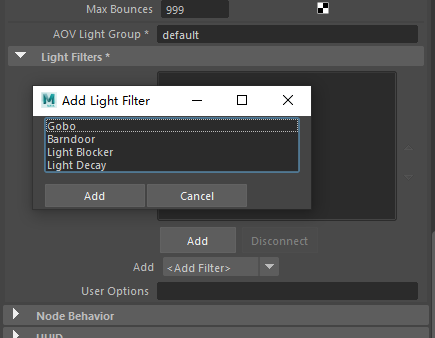 Max Bounces 999
AOV Light Group * default
Light Filters *
Add Light Filter
Gobo
Barndoor
Light Blocker
Light Decay
Add Cancel
Add Disconnect
Add <Add Filter>
User Options
Node Behavior
UUID